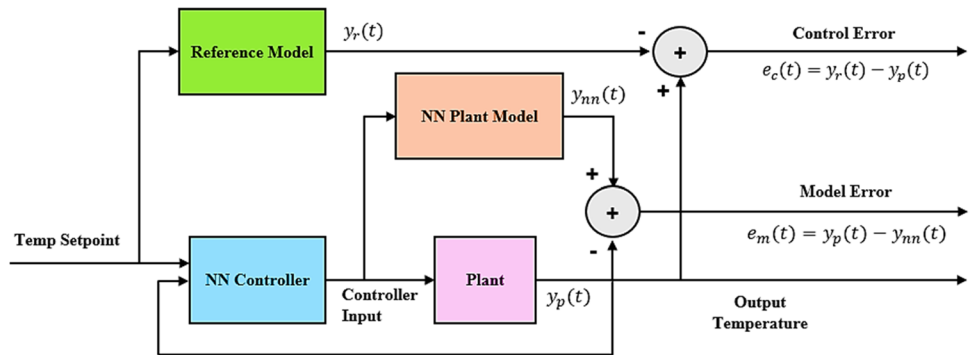 Reference Model
y_r(t)
-
+
+
Control Error
e_c(t) = y_r(t) − y_p(t)
NN Plant Model
y_nn(t)
+
+
-
Model Error
e_m(t) = y_p(t) − y_nn(t)
Temp Setpoint
NN Controller
Controller
Input
Plant
y_p(t)
Output
Temperature